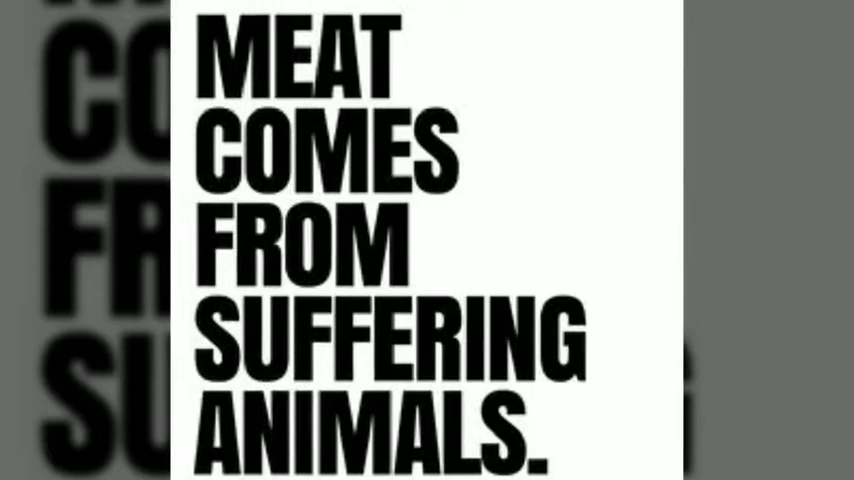 MEAT
COMES
FROM
SUFFERING
ANIMALS.